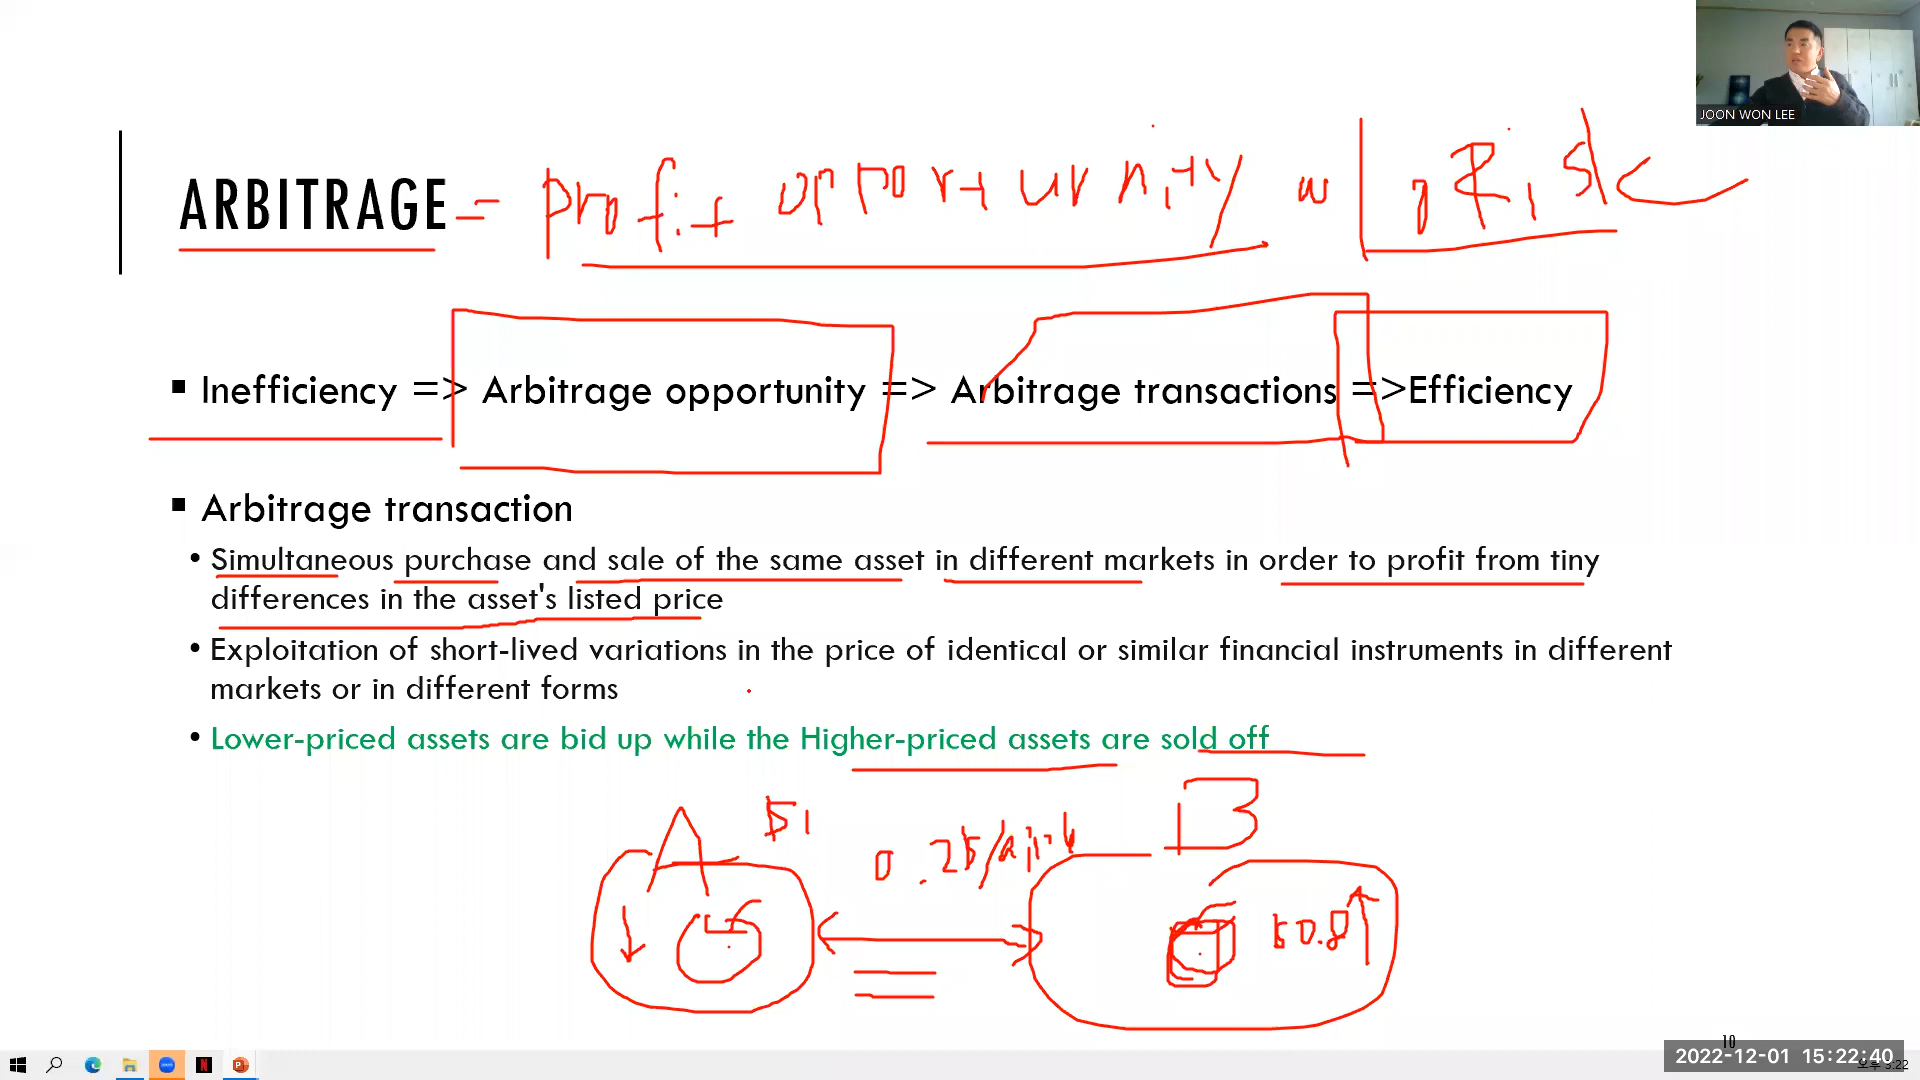 JOON WON LEE
ARBITRAGE = profit opportunity w/o Risk
Inefficiency => Arbitrage opportunity => Arbitrage transactions =>Efficiency
Arbitrage transaction
Simultaneous purchase and sale of the same asset in different markets in order to profit from tiny
differences in the asset's listed price
Exploitation of short-lived variations in the price of identical or similar financial instruments in different
markets or in different forms
Lower-priced assets are bid up while the Higher-priced assets are sold off
A $1
B
0.2$/
$0.8
10
2022-12-01 15:22:40